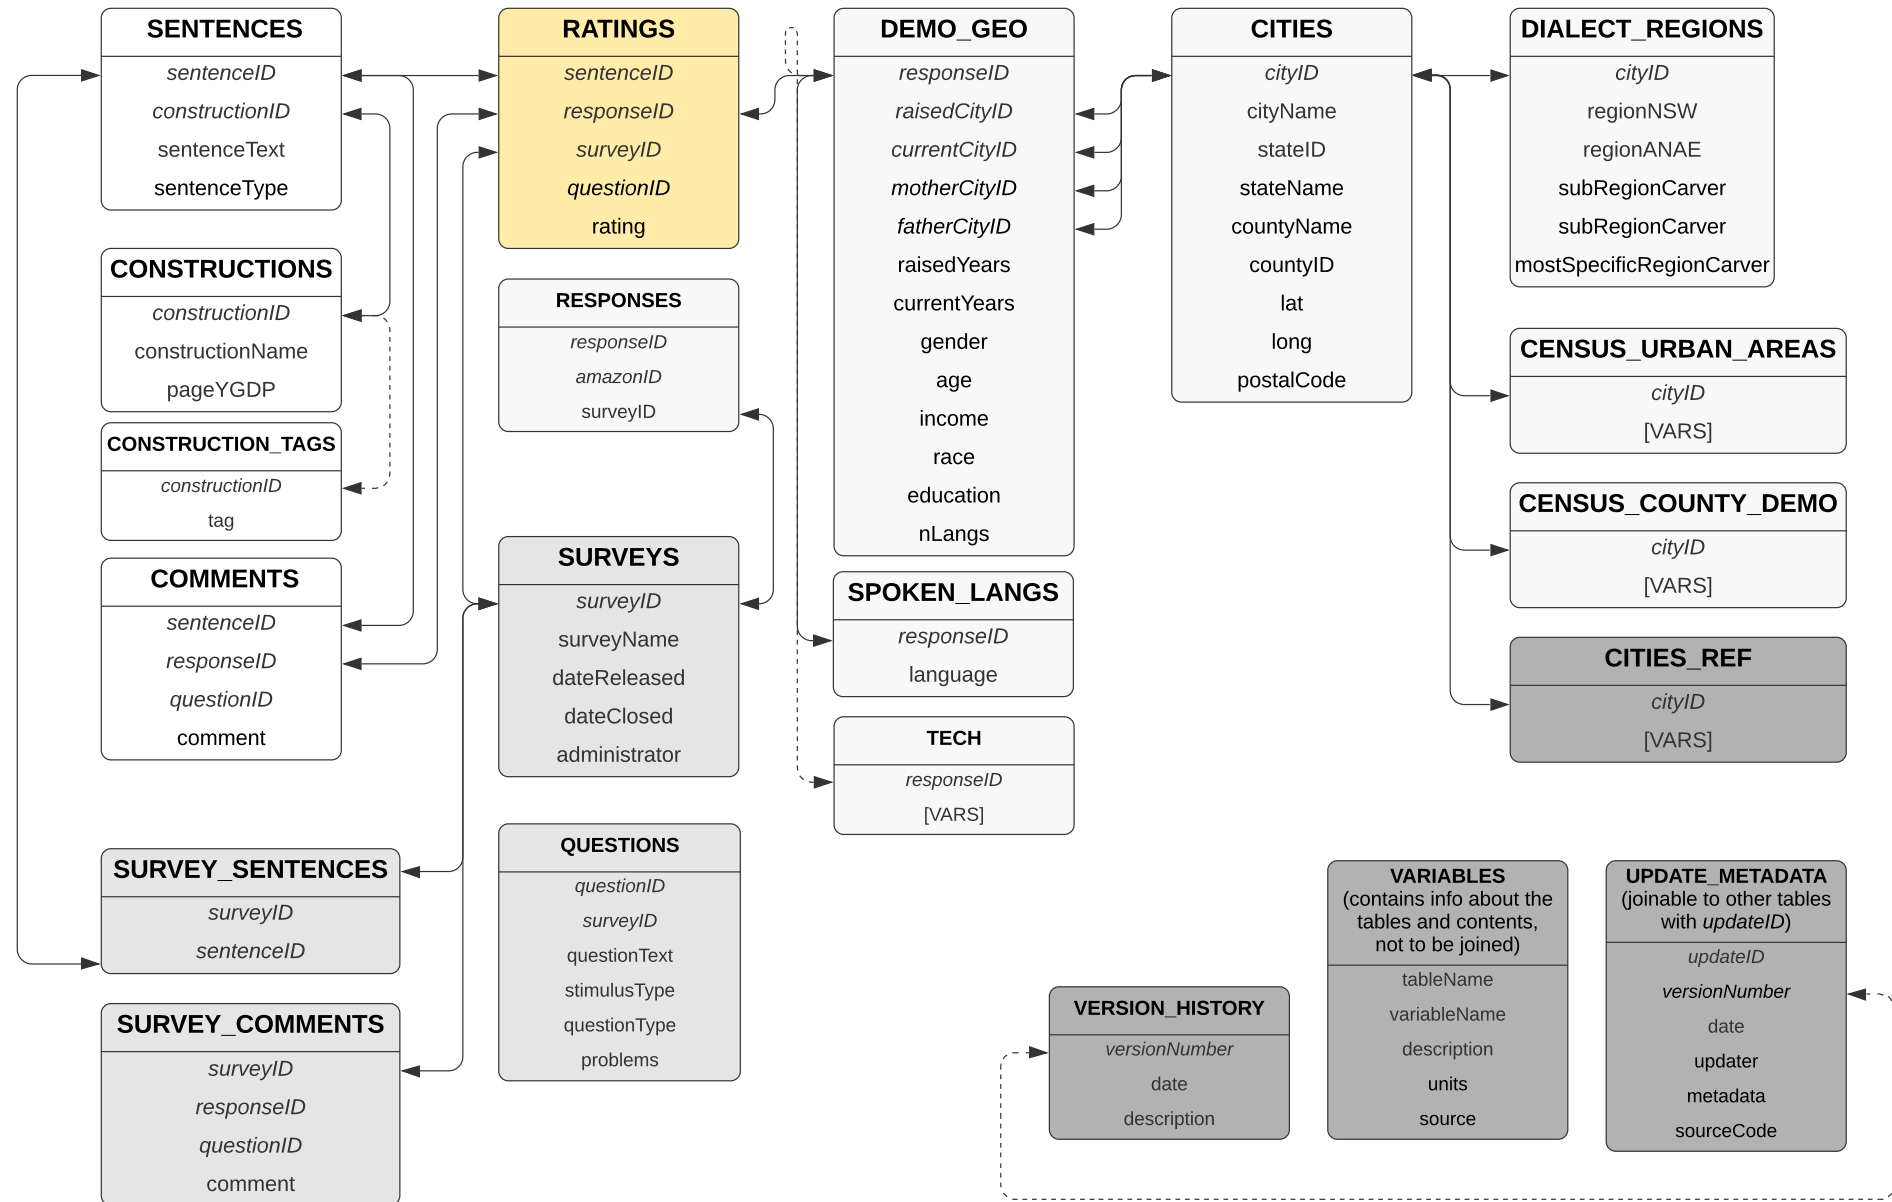 SENTENCES
sentenceID
constructionID
sentenceText
sentenceType
CONSTRUCTIONS
constructionID
constructionName
pageYGDP
CONSTRUCTION_TAGS
constructionID
tag
COMMENTS
sentenceID
responseID
questionID
comment
SURVEY_SENTENCES
surveyID
sentenceID
SURVEY_COMMENTS
surveyID
responseID
questionID
comment
RATINGS
sentenceID
responseID
surveyID
questionID
rating
RESPONSES
responseID
amazonID
surveyID
SURVEYS
surveyID
surveyName
dateReleased
dateClosed
administrator
QUESTIONS
questionID
surveyID
questionText
stimulusType
questionType
problems
DEMO_GEO
responseID
raisedCityID
currentCityID
motherCityID
fatherCityID
raisedYears
currentYears
gender
age
income
race
education
nLangs
SPOKEN_LANGS
responseID
language
TECH
responseID
[VARS]
CITIES
cityID
cityName
stateID
stateName
countyName
countyID
lat
long
postalCode
DIALECT_REGIONS
cityID
regionNSW
regionANAE
subRegionCarver
subRegionCarver
mostSpecificRegionCarver
CENSUS_URBAN_AREAS
cityID
[VARS]
CENSUS_COUNTY_DEMO
cityID
[VARS]
CITIES_REF
cityID
[VARS]
VERSION_HISTORY
versionNumber
date
description
VARIABLES
(contains info about the
tables and contents,
not to be joined)
tableName
variableName
description
units
source
UPDATE_METADATA
(joinable to other tables
with updateID)
updateID
versionNumber
date
updater
metadata
sourceCode